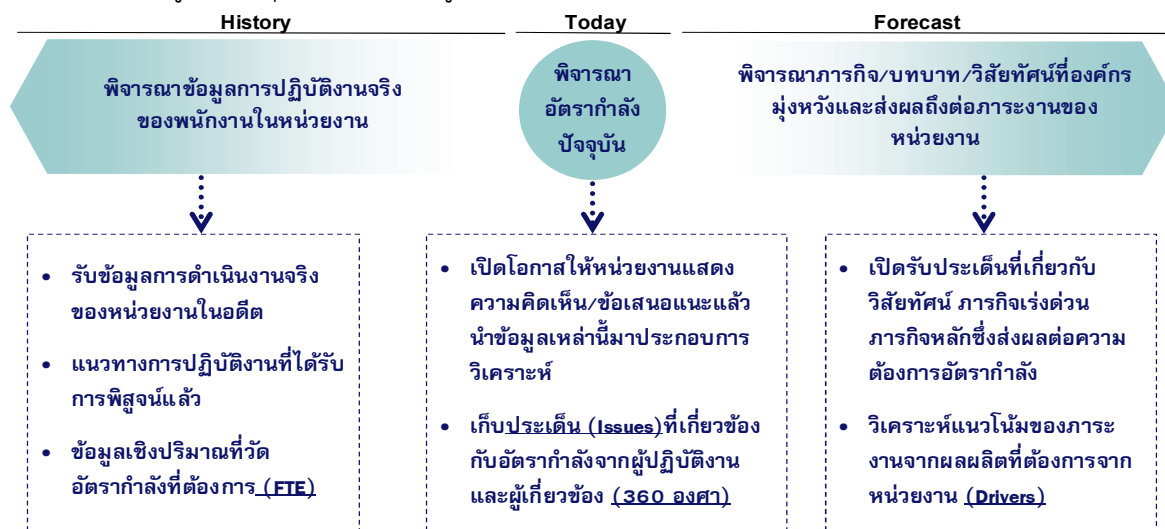 History
Today
Forecast
พิจารณาข้อมูลการปฏิบัติงานจริง
ของพนักงานในหน่วยงาน
พิจารณา
อัตรากำลัง
ปัจจุบัน
พิจารณาภารกิจ/บทบาท/วิสัยทัศน์ที่องค์กร
มุ่งหวังและส่งผลถึงต่อภาระงานของ
หน่วยงาน
• รับข้อมูลการดำเนินงานจริง
ของหน่วยงานในอดีต
• แนวทางการปฏิบัติงานที่ได้รับ
การพิสูจน์แล้ว
• ข้อมูลเชิงปริมาณที่วัด
อัตรากำลังที่ต้องการ (FTE)
• เปิดโอกาสให้หน่วยงานแสดง
ความคิดเห็น/ข้อเสนอแนะแล้ว
นำข้อมูลเหล่านี้มาประกอบการ
วิเคราะห์
• เก็บประเด็น (Issues)ที่เกี่ยวข้อง
กับอัตรากำลังจากผู้ปฏิบัติงาน
และผู้เกี่ยวข้อง (360 องศา)
• เปิดรับประเด็นที่เกี่ยวกับ
วิสัยทัศน์ ภารกิจเร่งด่วน
ภารกิจหลักซึ่งส่งผลต่อความ
ต้องการอัตรากำลัง
• วิเคราะห์แนวโน้มของภาระ
งานจากผลผลิตที่ต้องการจาก
หน่วยงาน (Drivers)